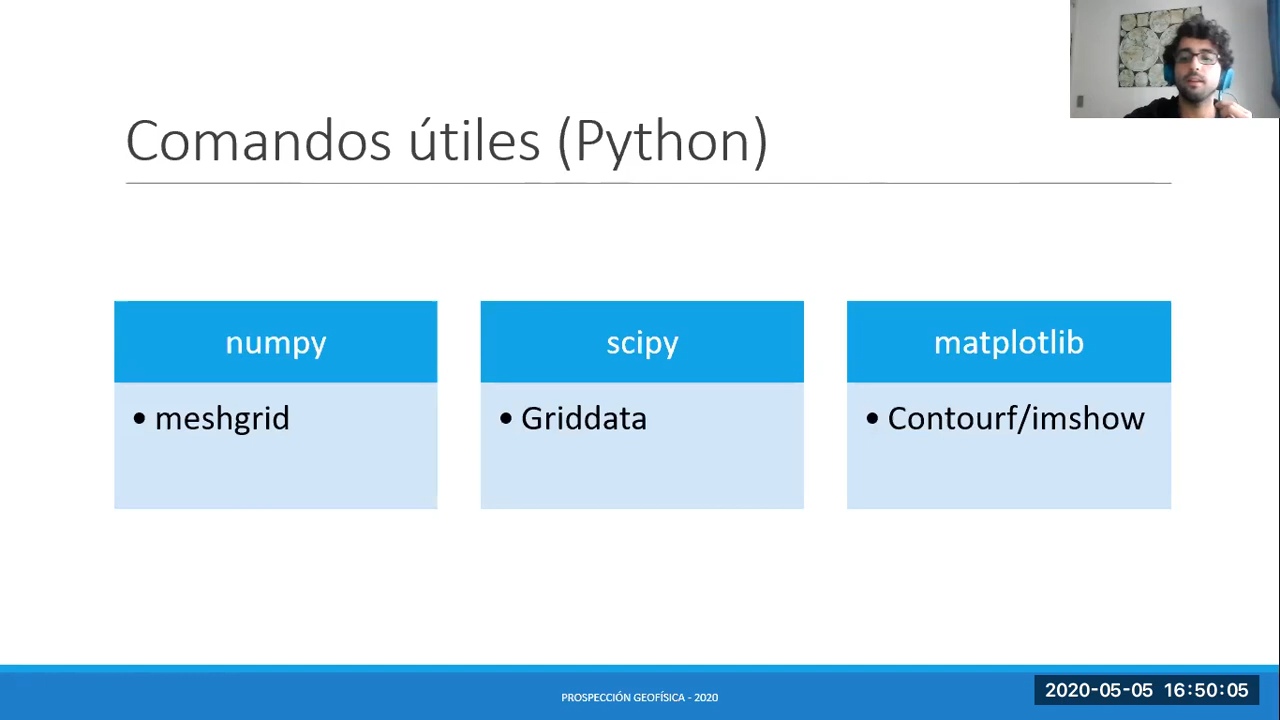 Comandos útiles (Python)
numpy
• meshgrid
scipy
• Griddata
matplotlib
• Contourf/imshow
PROSPECCIÓN GEOFÍSICA - 2020
2020-05-05 16:50:05